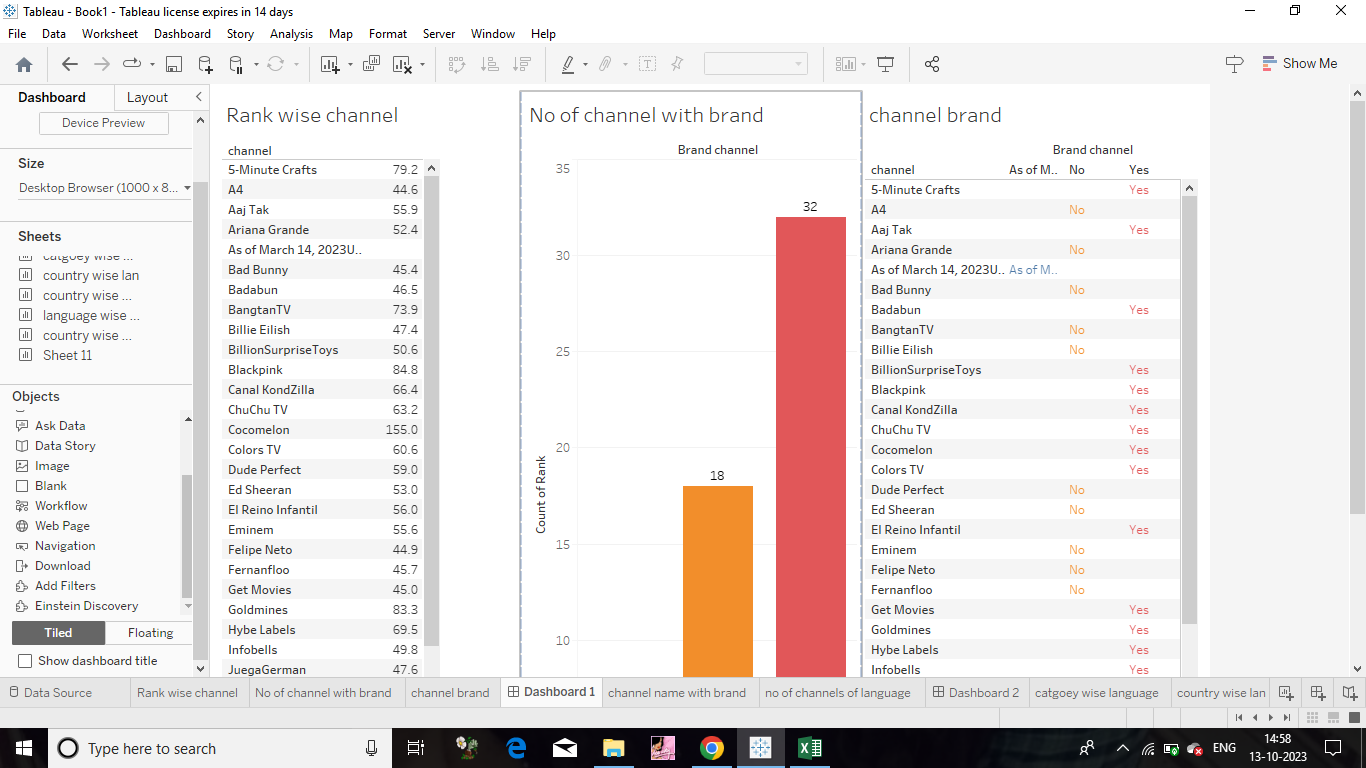 Tableau - Book1 - Tableau license expires in 14 days
File Data Worksheet Dashboard Story Analysis Map Format Server Window Help
Show Me
Dashboard Layout
Device Preview
Size
Desktop Browser (1000 x 8...
Sheets
catgoey wise ...
country wise lan
country wise ...
language wise ...
country wise ...
Sheet 11
Objects
Ask Data
Data Story
Image
Blank
Workflow
Web Page
Navigation
Download
Add Filters
Einstein Discovery
Tiled Floating
Show dashboard title
Rank wise channel
channel
5-Minute Crafts 79.2
A4 44.6
Aaj Tak 55.9
Ariana Grande 52.4
As of March 14, 2023U..
Bad Bunny 45.4
Badabun 46.5
BangtanTV 73.9
Billie Eilish 47.4
BillionSurpriseToys 50.6
Blackpink 84.8
Canal KondZilla 66.4
ChuChu TV 63.2
Cocomelon 155.0
Colors TV 60.6
Dude Perfect 59.0
Ed Sheeran 53.0
El Reino Infantil 56.0
Eminem 55.6
Felipe Neto 44.9
Fernanfloo 45.7
Get Movies 45.0
Goldmines 83.3
Hybe Labels 69.5
Infobells 49.8
JuegaGerman 47.6
No of channel with brand
Brand channel
35
32
30
25
20
18
15
10
Count of Rank
channel brand
Brand channel
channel As of M.. No Yes
5-Minute Crafts Yes
A4 No
Aaj Tak Yes
Ariana Grande No
As of March 14, 2023U.. As of M..
Bad Bunny No
Badabun Yes
BangtanTV No
Billie Eilish No
BillionSurpriseToys Yes
Blackpink Yes
Canal KondZilla Yes
ChuChu TV Yes
Cocomelon Yes
Colors TV Yes
Dude Perfect No
Ed Sheeran No
El Reino Infantil Yes
Eminem No
Felipe Neto No
Fernanfloo No
Get Movies Yes
Goldmines Yes
Hybe Labels Yes
Infobells Yes
Data Source Rank wise channel No of channel with brand channel brand Dashboard 1 channel name with brand no of channels of language Dashboard 2 catgoey wise language country wise lan
Type here to search
ENG
14:58
13-10-2023